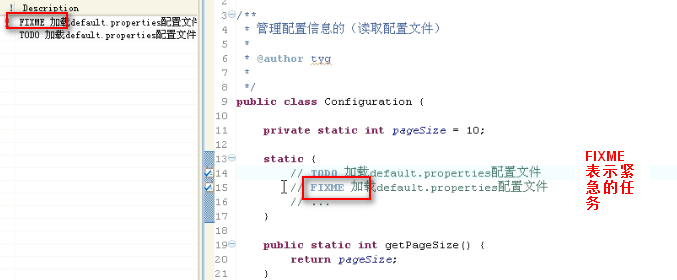 ! Description
FIXME 加载default.properties配置文件
TODO 加载default.properties配置文件
2
3 /**
4 * 管理配置信息的（读取配置文件）
5 *
6 * @author tyg
7 *
8 */
9 public class Configuration {
10
11 private static int pageSize = 10;
12
13 static {
14 // TODO 加载default.properties配置文件
15 // FIXME 加载default.properties配置文件
16 // ...
17 }
18
19 public static int getPageSize() {
20 return pageSize;
21 }
FIXME
表示紧
急的任
务